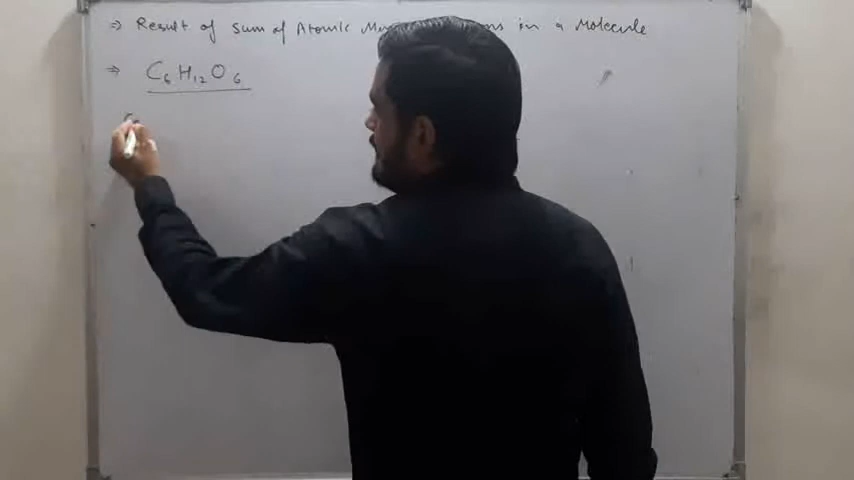 ⇒ Result of Sum of Atomic in a Molecule
⇒ C₆H₁₂O₆